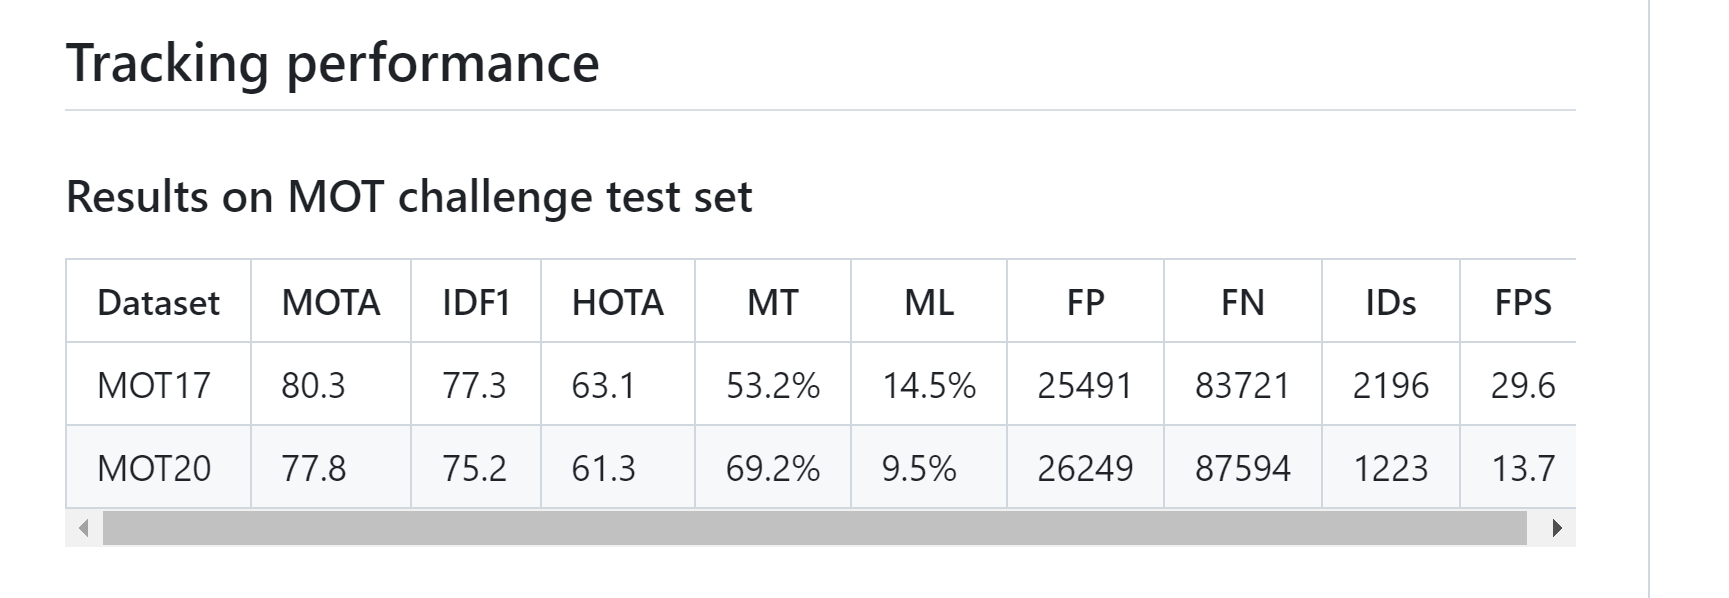 Tracking performance
Results on MOT challenge test set
Dataset MOTA IDF1 HOTA MT ML FP FN IDs FPS
MOT17 80.3 77.3 63.1 53.2% 14.5% 25491 83721 2196 29.6
MOT20 77.8 75.2 61.3 69.2% 9.5% 26249 87594 1223 13.7